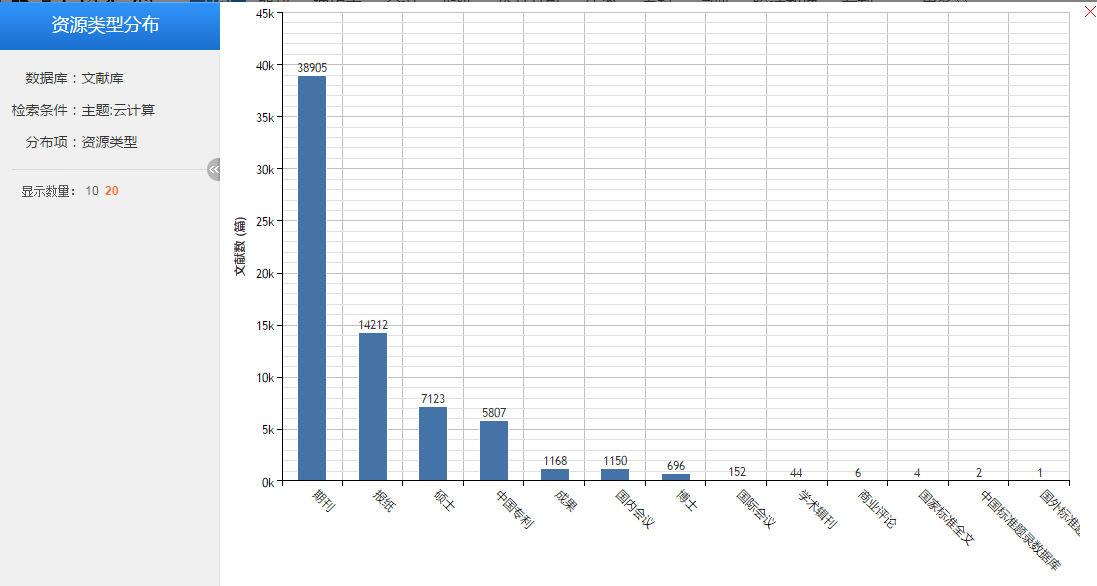 资源类型分布
数据库：文献库
检索条件：主题:云计算
分布项：资源类型
显示数量： 10 20
文献数 (篇)
45k
40k
35k
30k
25k
20k
15k
10k
5k
0k
38905
14212
7123
5807
1168
1150
696
152
44
6
4
2
1
期刊
报纸
硕士
中国专利
成果
国内会议
博士
国际会议
学术辑刊
商业评论
国家标准全文
中国标准题录数据库
国外标准